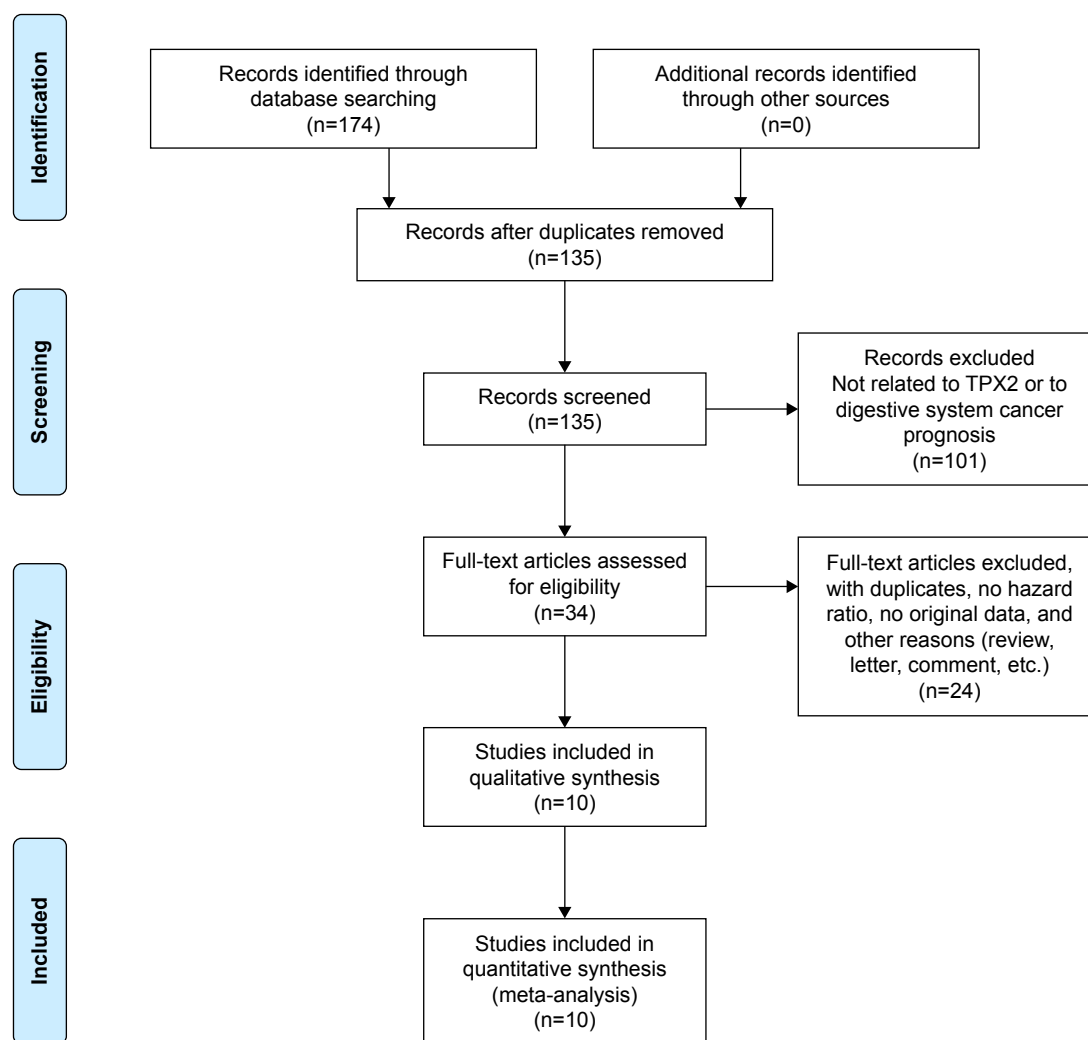 Identification
Records identified through
database searching
(n=174)
Additional records identified
through other sources
(n=0)
Records after duplicates removed
(n=135)
Screening
Records screened
(n=135)
Records excluded
Not related to TPX2 or to
digestive system cancer
prognosis
(n=101)
Eligibility
Full-text articles assessed
for eligibility
(n=34)
Full-text articles excluded,
with duplicates, no hazard
ratio, no original data, and
other reasons (review,
letter, comment, etc.)
(n=24)
Studies included in
qualitative synthesis
(n=10)
Included
Studies included in
quantitative synthesis
(meta-analysis)
(n=10)